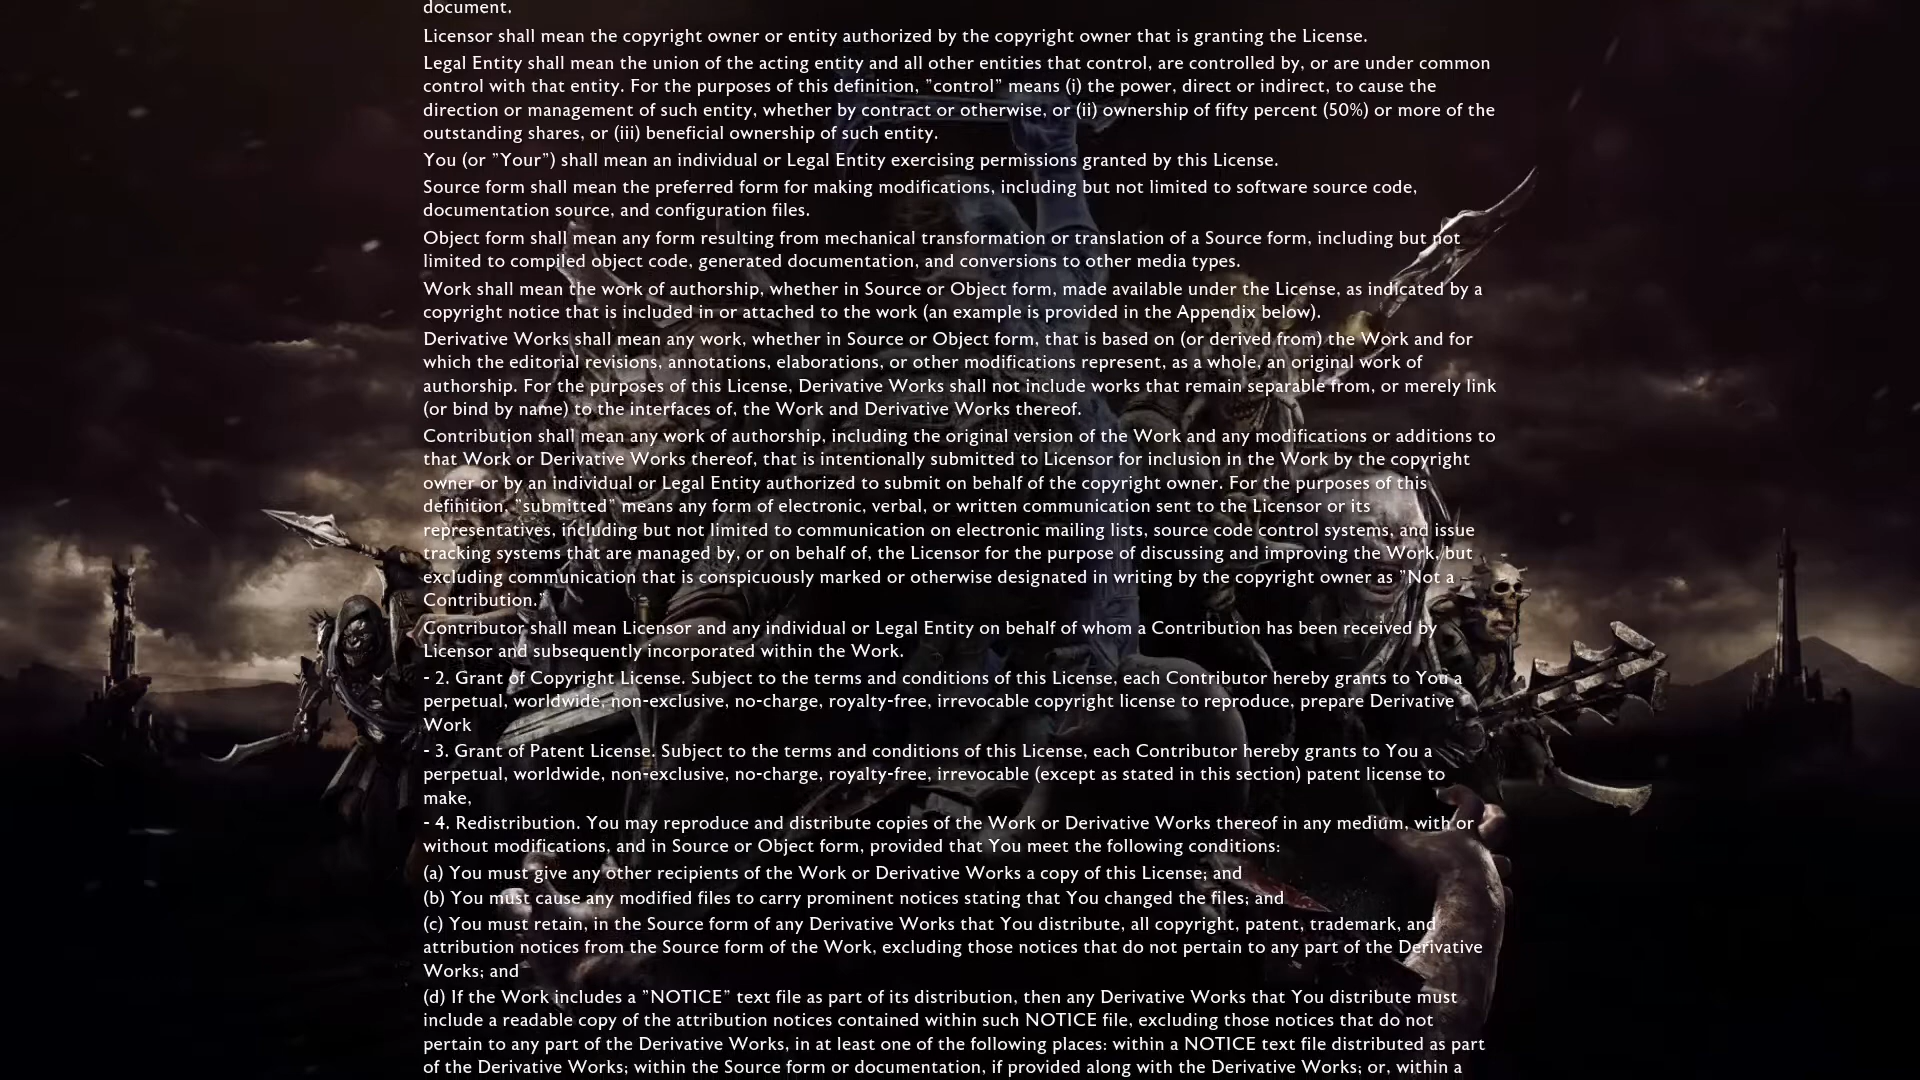 document.
Licensor shall mean the copyright owner or entity authorized by the copyright owner that is granting the License.
Legal Entity shall mean the union of the acting entity and all other entities that control, are controlled by, or are under common
control with that entity. For the purposes of this definition, "control" means (i) the power, direct or indirect, to cause the
direction or management of such entity, whether by contract or otherwise, or (ii) ownership of fifty percent (50%) or more of the
outstanding shares, or (iii) beneficial ownership of such entity.
You (or "Your") shall mean an individual or Legal Entity exercising permissions granted by this License.
Source form shall mean the preferred form for making modifications, including but not limited to software source code,
documentation source, and configuration files.
Object form shall mean any form resulting from mechanical transformation or translation of a Source form, including but not
limited to compiled object code, generated documentation, and conversions to other media types.
Work shall mean the work of authorship, whether in Source or Object form, made available under the License, as indicated by a
copyright notice that is included in or attached to the work (an example is provided in the Appendix below).
Derivative Works shall mean any work, whether in Source or Object form, that is based on (or derived from) the Work and for
which the editorial revisions, annotations, elaborations, or other modifications represent, as a whole, an original work of
authorship. For the purposes of this License, Derivative Works shall not include works that remain separable from, or merely link
(or bind by name) to the interfaces of, the Work and Derivative Works thereof.
Contribution shall mean any work of authorship, including the original version of the Work and any modifications or additions to
that Work or Derivative Works thereof, that is intentionally submitted to Licensor for inclusion in the Work by the copyright
owner or by an individual or Legal Entity authorized to submit on behalf of the copyright owner. For the purposes of this
definition, "submitted" means any form of electronic, verbal, or written communication sent to the Licensor or its
representatives, including but not limited to communication on electronic mailing lists, source code control systems, and issue
tracking systems that are managed by, or on behalf of, the Licensor for the purpose of discussing and improving the Work, but
excluding communication that is conspicuously marked or otherwise designated in writing by the copyright owner as "Not a
Contribution."
Contributor shall mean Licensor and any individual or Legal Entity on behalf of whom a Contribution has been received by
Licensor and subsequently incorporated within the Work.
- 2. Grant of Copyright License. Subject to the terms and conditions of this License, each Contributor hereby grants to You a
perpetual, worldwide, non-exclusive, no-charge, royalty-free, irrevocable copyright license to reproduce, prepare Derivative
Work
- 3. Grant of Patent License. Subject to the terms and conditions of this License, each Contributor hereby grants to You a
perpetual, worldwide, non-exclusive, no-charge, royalty-free, irrevocable (except as stated in this section) patent license to
make,
- 4. Redistribution. You may reproduce and distribute copies of the Work or Derivative Works thereof in any medium, with or
without modifications, and in Source or Object form, provided that You meet the following conditions:
(a) You must give any other recipients of the Work or Derivative Works a copy of this License; and
(b) You must cause any modified files to carry prominent notices stating that You changed the files; and
(c) You must retain, in the Source form of any Derivative Works that You distribute, all copyright, patent, trademark, and
attribution notices from the Source form of the Work, excluding those notices that do not pertain to any part of the Derivative
Works; and
(d) If the Work includes a "NOTICE" text file as part of its distribution, then any Derivative Works that You distribute must
include a readable copy of the attribution notices contained within such NOTICE file, excluding those notices that do not
pertain to any part of the Derivative Works, in at least one of the following places: within a NOTICE text file distributed as part
of the Derivative Works; within the Source form or documentation, if provided along with the Derivative Works; or, within a